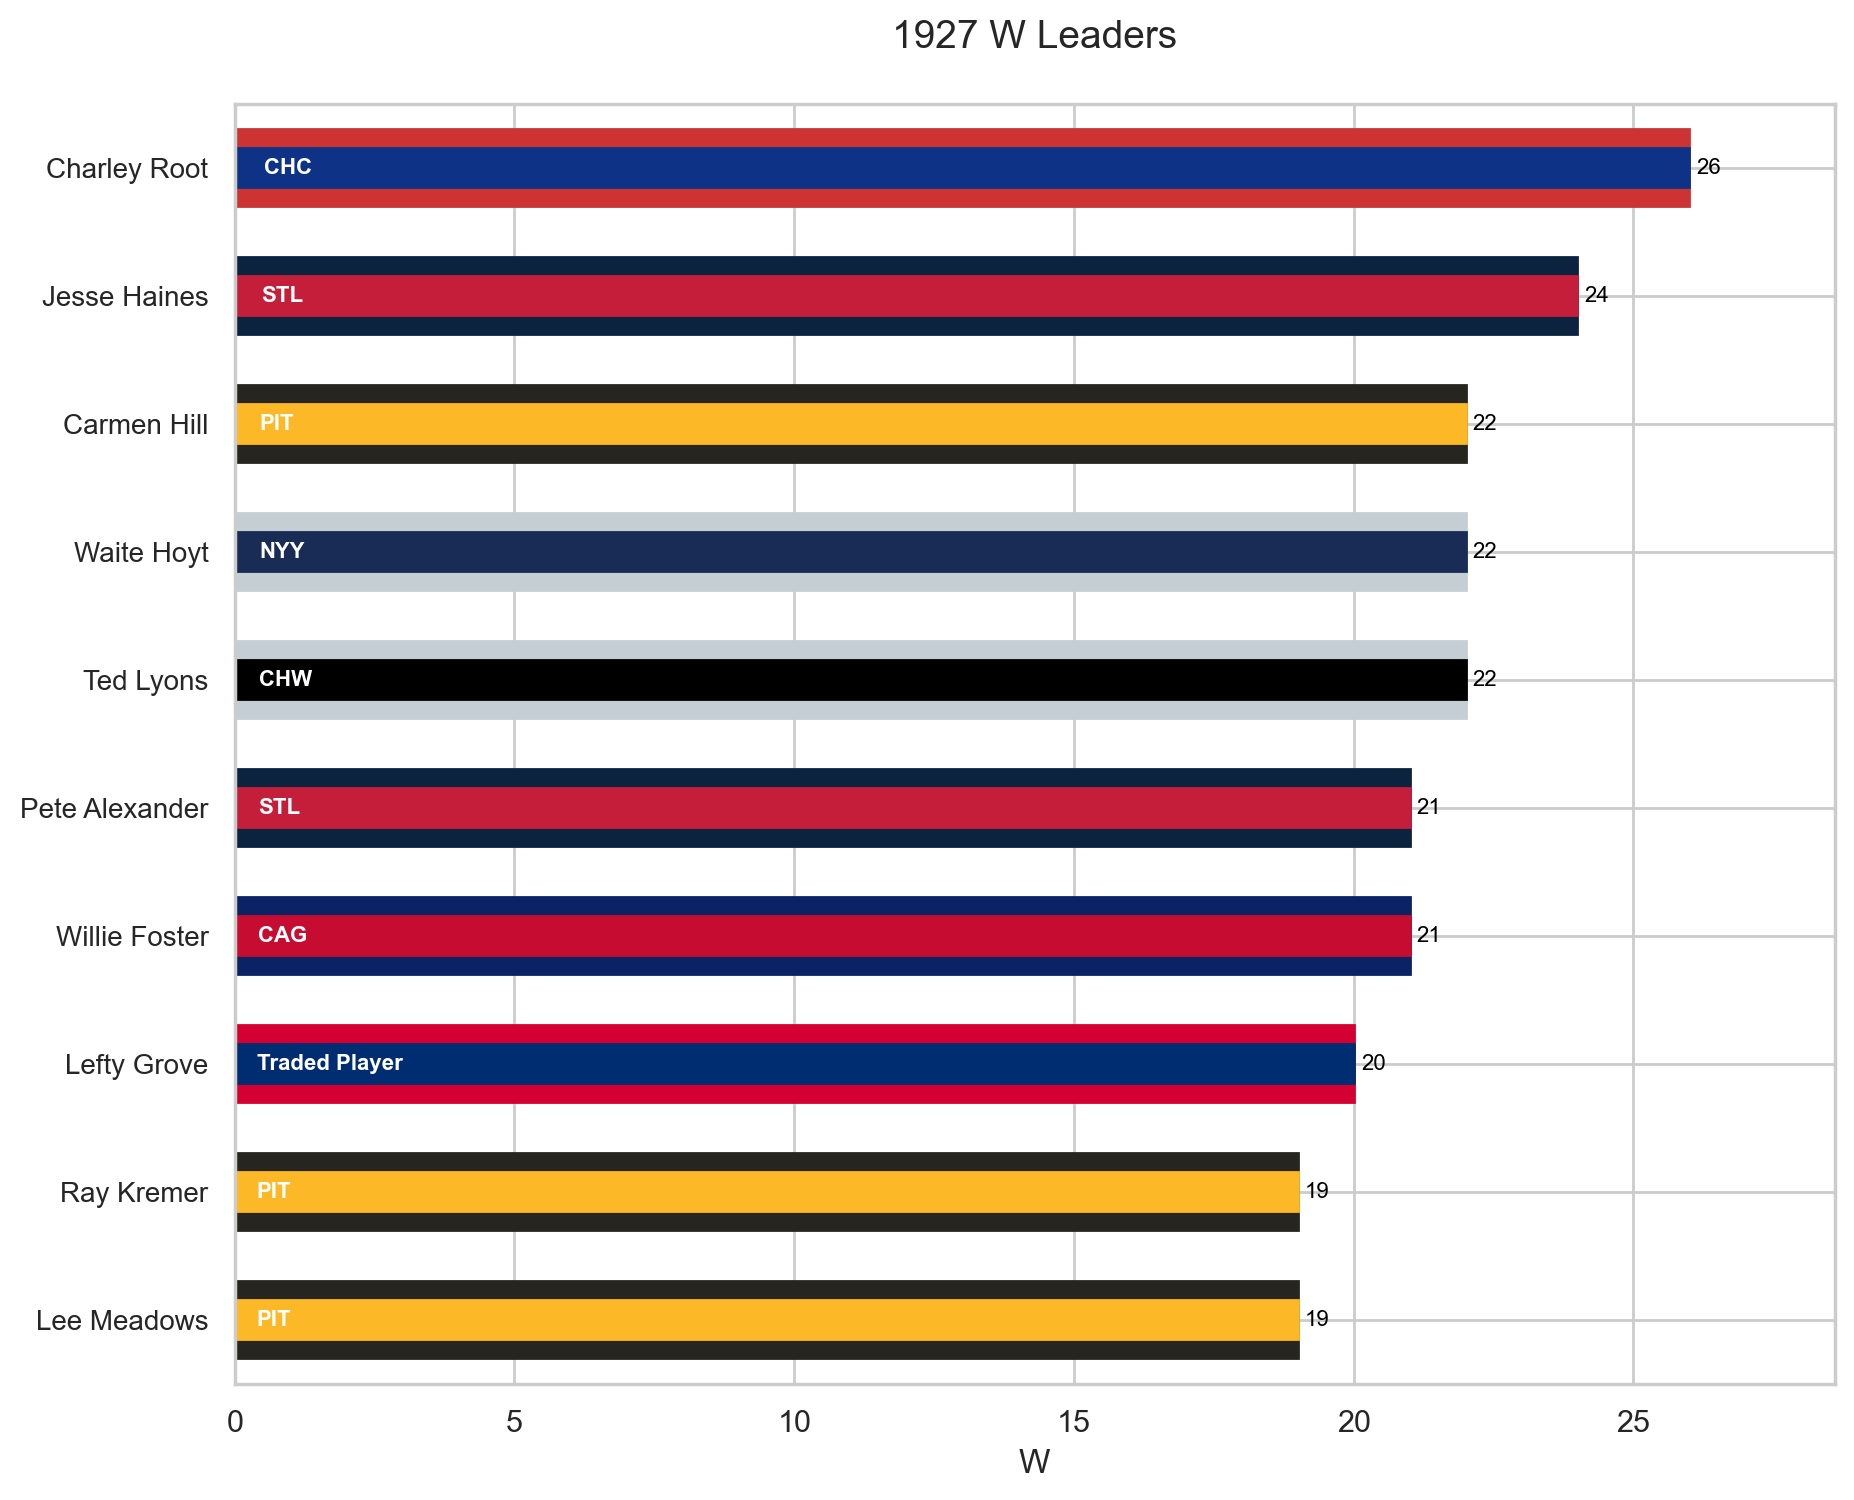 1927 W Leaders
Charley Root CHC 26
Jesse Haines STL 24
Carmen Hill PIT 22
Waite Hoyt NYY 22
Ted Lyons CHW 22
Pete Alexander STL 21
Willie Foster CAG 21
Lefty Grove Traded Player 20
Ray Kremer PIT 19
Lee Meadows PIT 19
0 5 10 15 20 25
W